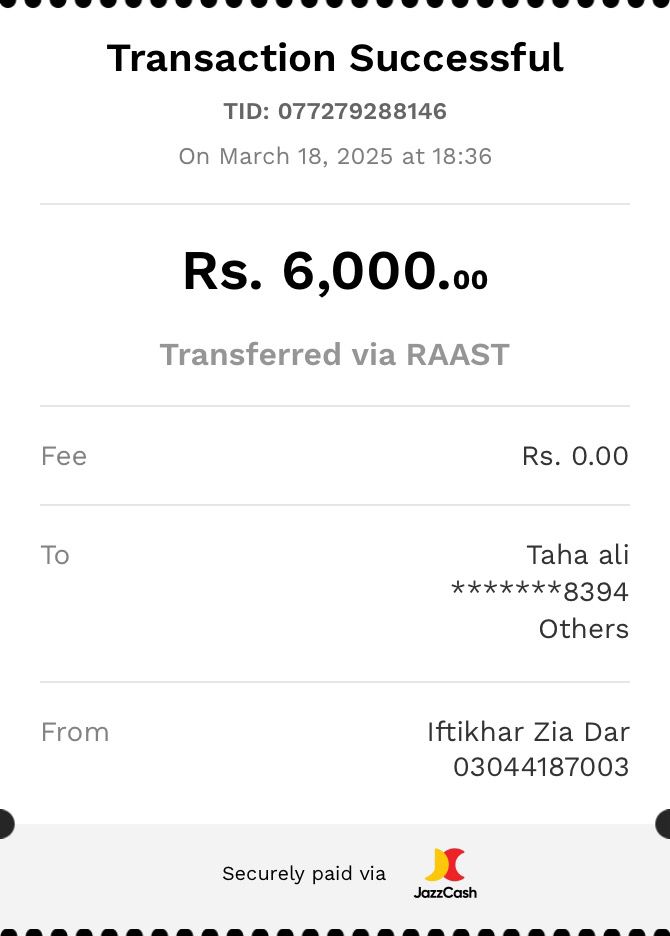 Transaction Successful
TID: 077279288146
On March 18, 2025 at 18:36
Rs. 6,000.00
Transferred via RAAST
Fee Rs. 0.00
To Taha ali
*******8394
Others
From Iftikhar Zia Dar
03044187003
Securely paid via JazzCash